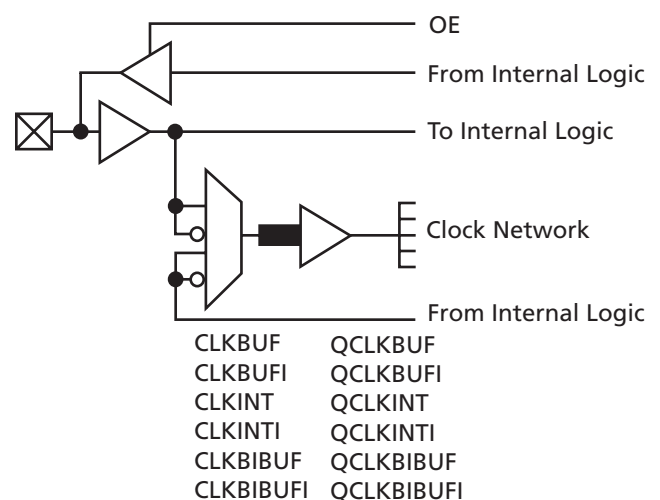 OE
From Internal Logic
To Internal Logic
Clock Network
From Internal Logic
CLKBUF QCLKBUF
CLKBUFI QCLKBUFI
CLKINT QCLKINT
CLKINTI QCLKINTI
CLKBIBUF QCLKBIBUF
CLKBIBUFI QCLKBIBUFI